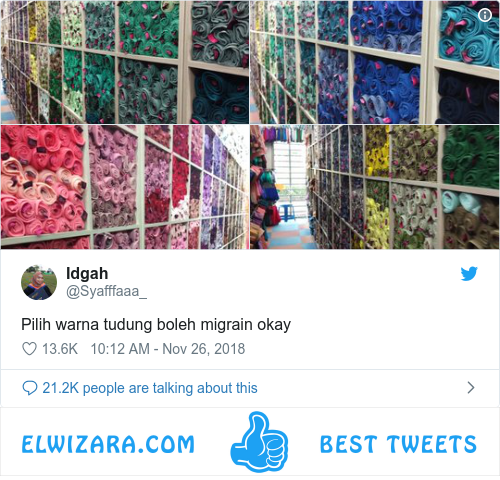 Idgah
@Syafffaaa_
Pilih warna tudung boleh migrain okay
13.6K 10:12 AM - Nov 26, 2018
21.2K people are talking about this
ELWIZARA.COM BEST TWEETS